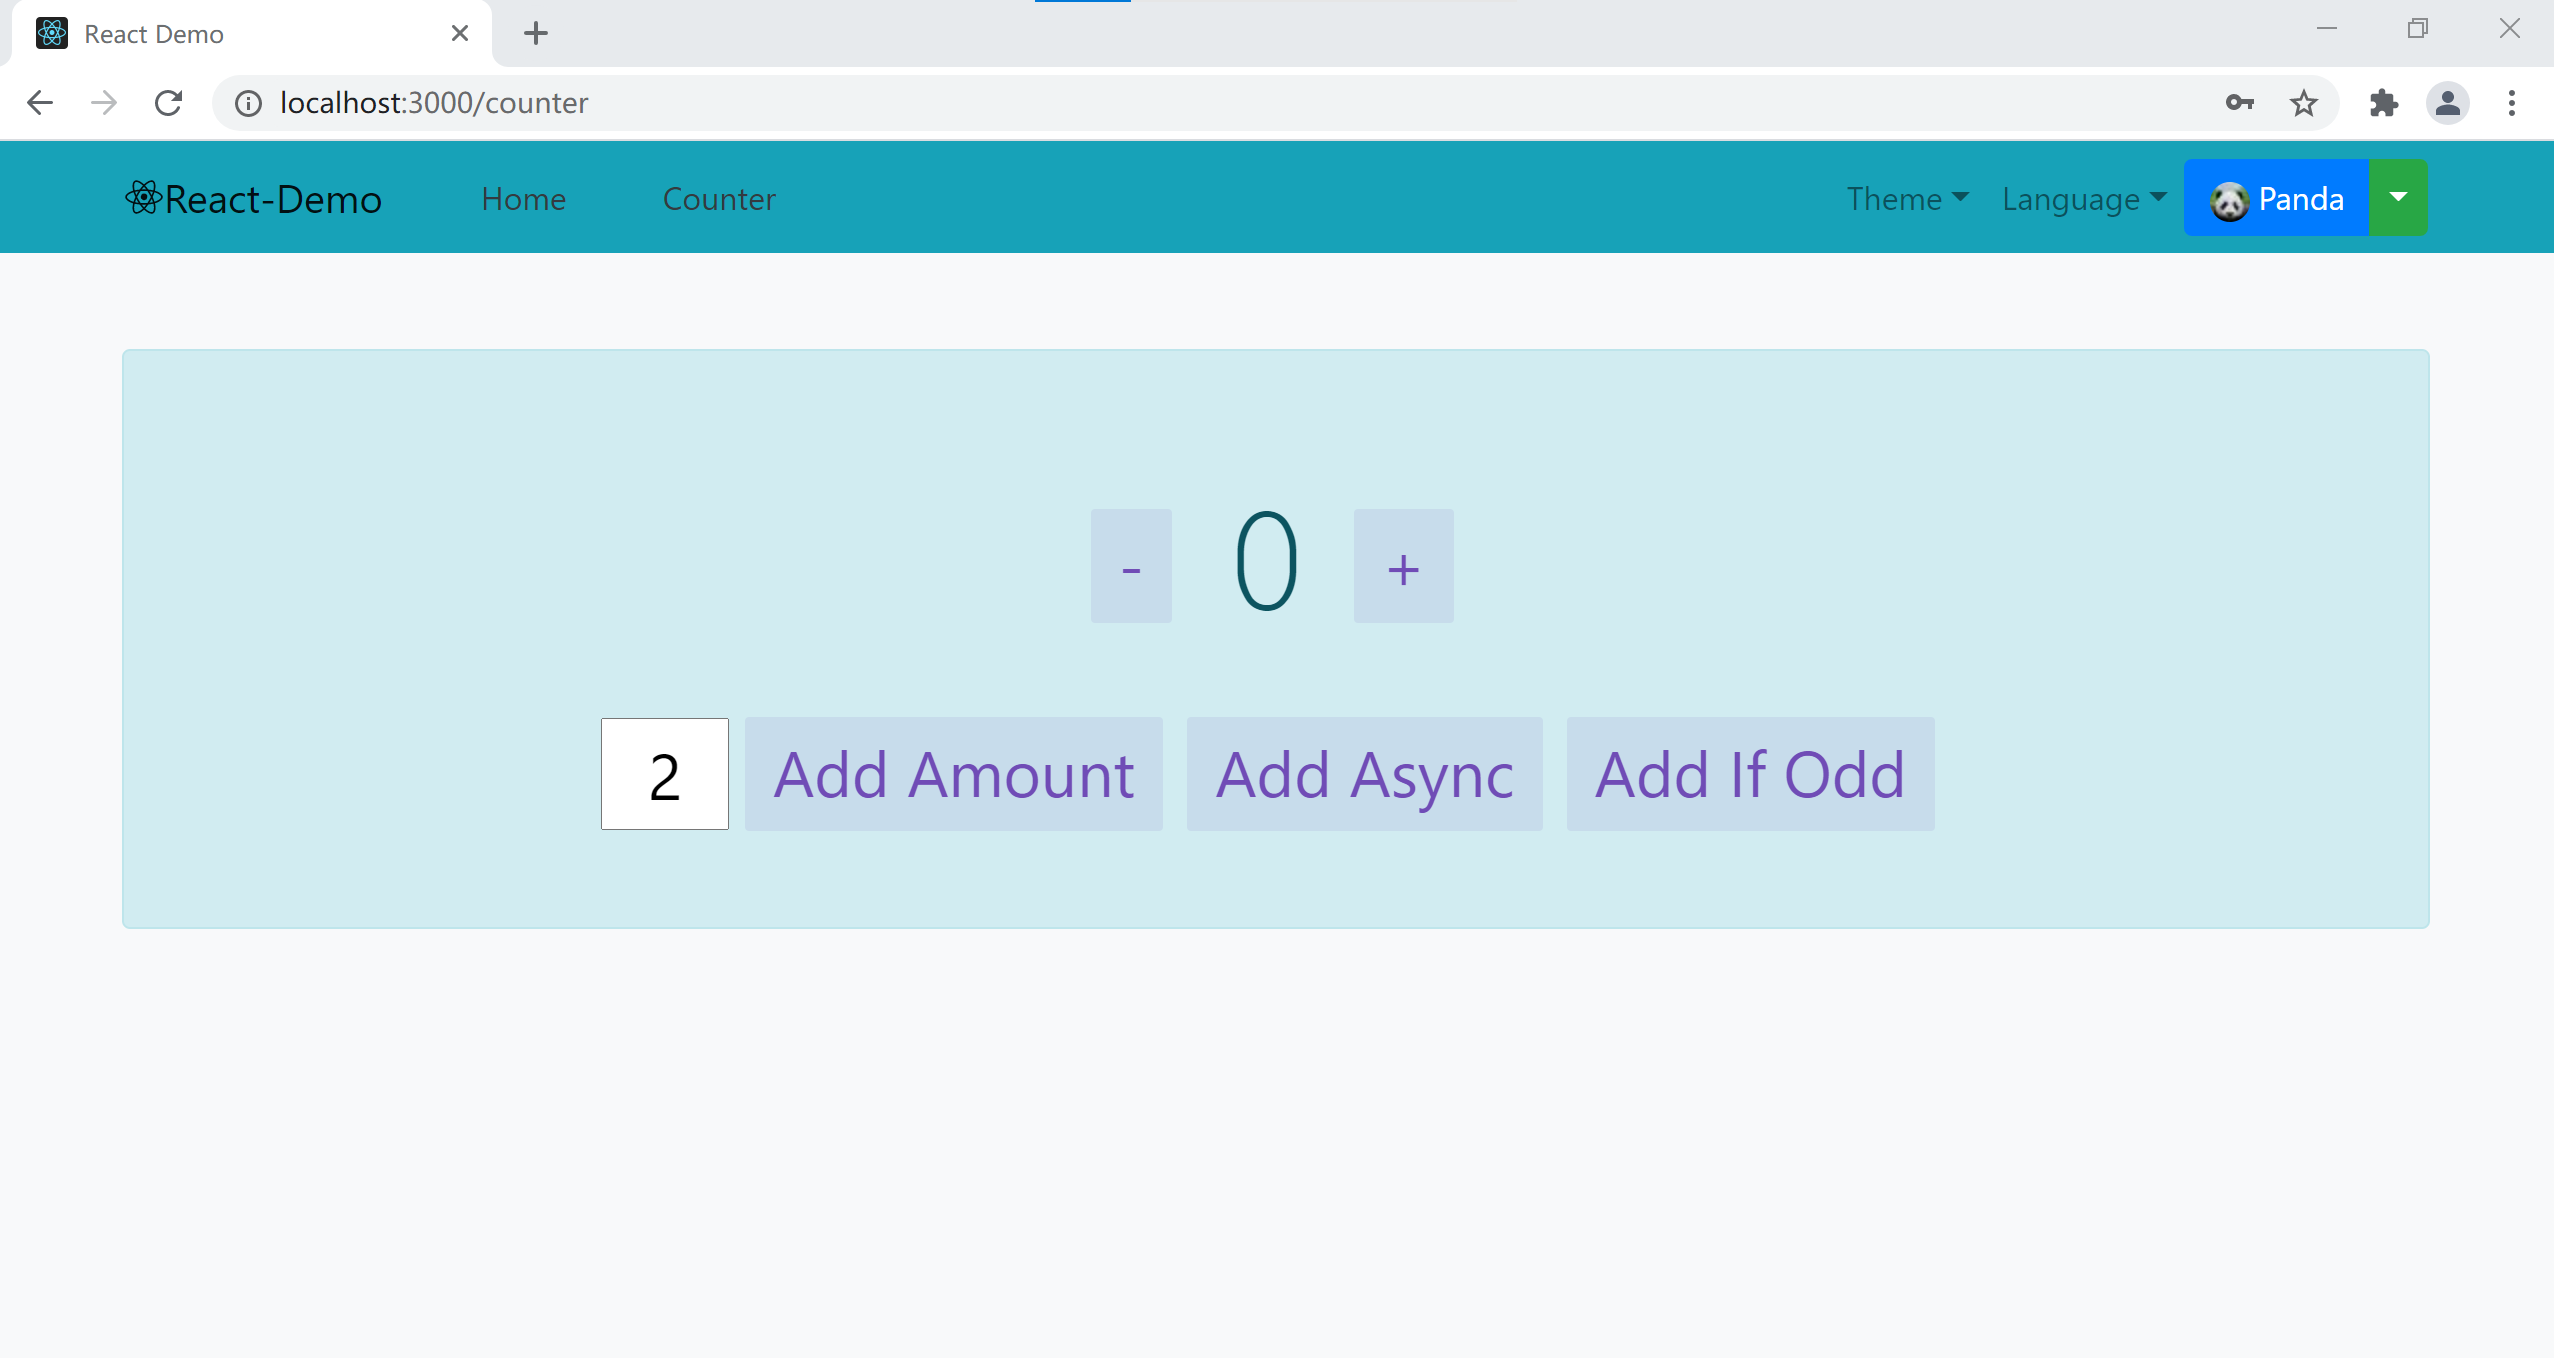 React Demo
localhost:3000/counter
React-Demo Home Counter Theme Language Panda
- 0 +
2 Add Amount Add Async Add If Odd